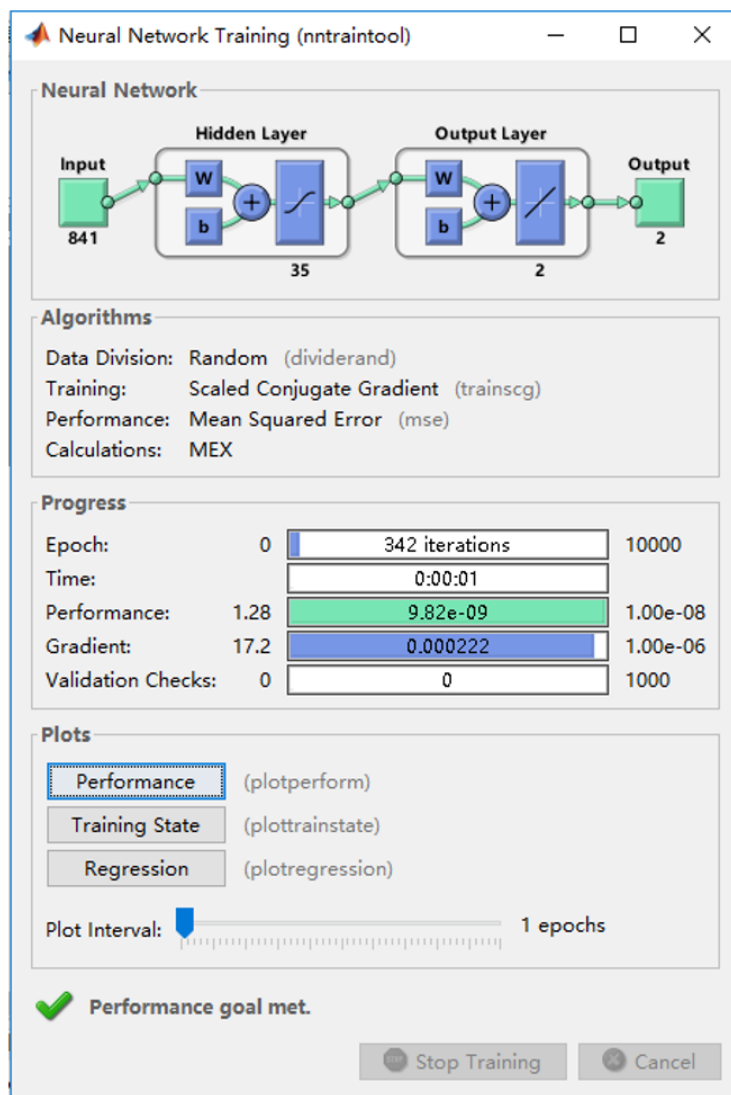 Neural Network Training (nntraintool)
Neural Network
Hidden Layer Output Layer
Input Output
W W
+ +
b b
841 2
35 2
Algorithms
Data Division: Random (dividerand)
Training: Scaled Conjugate Gradient (trainscg)
Performance: Mean Squared Error (mse)
Calculations: MEX
Progress
Epoch: 0 342 iterations 10000
Time: 0:00:01
Performance: 1.28 9.82e-09 1.00e-08
Gradient: 17.2 0.000222 1.00e-06
Validation Checks: 0 0 1000
Plots
Performance (plotperform)
Training State (plottrainstate)
Regression (plotregression)
Plot Interval: 1 epochs
Performance goal met.
STOP Stop Training Cancel